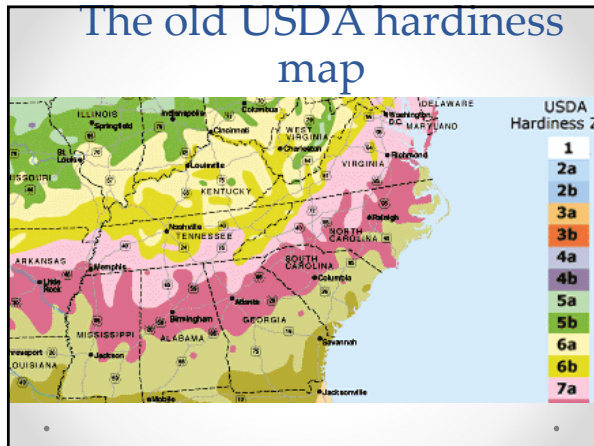 The old USDA hardiness
map
DELAWARE
USDA
Hardiness Z
ILLINOIS
Indianapolis
Columbus
Washington
D.C.
MARYLAND
Springfield
Cincinnati
WEST
VIRGINIA
St.
Louis
Charleston
VIRGINIA
Richmond
Louisville
MISSOURI
KENTUCKY
Raleigh
Nashville
NORTH
CAROLINA
TENNESSEE
ARKANSAS
Memphis
SOUTH
CAROLINA
Little
Rock
Columbia
Atlanta
Birmingham
GEORGIA
MISSISSIPPI
ALABAMA
Savannah
Jackson
Shreveport
LOUISIANA
Jacksonville
Mobile
1
2a
2b
3a
3b
4a
4b
5a
5b
6a
6b
7a